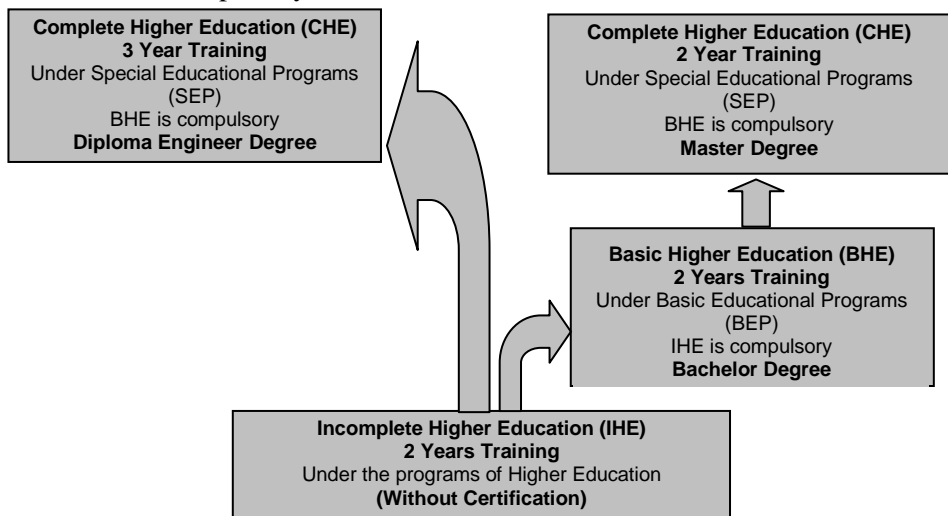 Complete Higher Education (CHE)
3 Year Training
Under Special Educational Programs
(SEP)
BHE is compulsory
Diploma Engineer Degree
Complete Higher Education (CHE)
2 Year Training
Under Special Educational Programs
(SEP)
BHE is compulsory
Master Degree
Basic Higher Education (BHE)
2 Years Training
Under Basic Educational Programs
(BEP)
IHE is compulsory
Bachelor Degree
Incomplete Higher Education (IHE)
2 Years Training
Under the programs of Higher Education
(Without Certification)